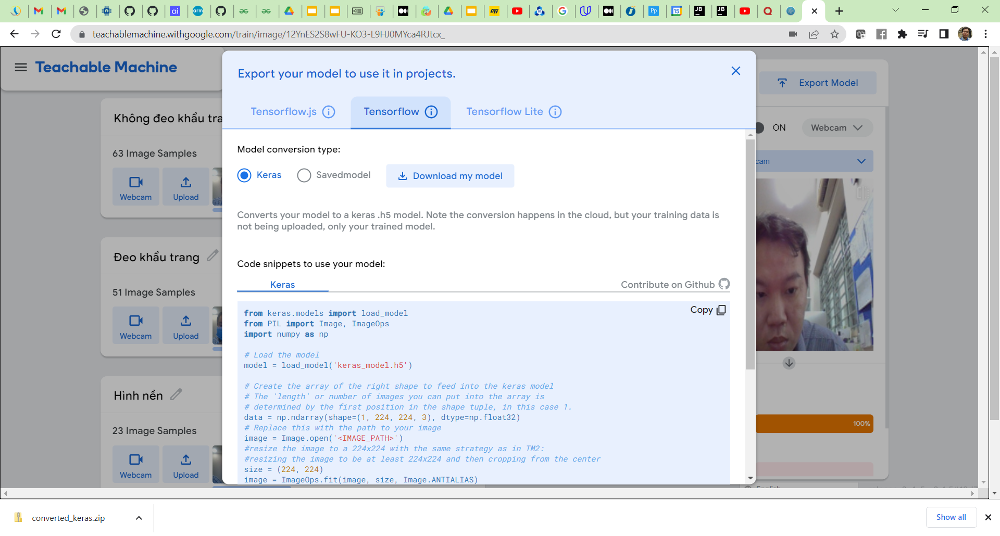 teachablemachine.withgoogle.com/train/image/12YnES2S8wFU-KO3-L9HJ0MYca4RJtcx_
Teachable Machine
Export your model to use it in projects.
Export Model
Tensorflow.js
Tensorflow
Tensorflow Lite
Không đeo khẩu tra
ON
Webcam
63 Image Samples
Webcam
Upload
cam
Model conversion type:
Keras
Savedmodel
Download my model
Converts your model to a keras .h5 model. Note the conversion happens in the cloud, but your training data is
not being uploaded, only your trained model.
Đeo khẩu trang
51 Image Samples
Webcam
Upload
Code snippets to use your model:
Keras
Contribute on Github
Copy
from keras.models import load_model
from PIL import Image, ImageOps
import numpy as np
# Load the model
model = load_model('keras_model.h5')
# Create the array of the right shape to feed into the keras model
# The 'length' or number of images you can put into the array is
# determined by the first position in the shape tuple, in this case 1.
data = np.ndarray(shape=(1, 224, 224, 3), dtype=np.float32)
# Replace this with the path to your image
image = Image.open('<IMAGE_PATH>')
#resize the image to a 224x224 with the same strategy as in TM2:
#resizing the image to be at least 224x224 and then cropping from the center
size = (224, 224)
image = ImageOps.fit(image, size, Image.ANTIALIAS)
Hình nền
23 Image Samples
Webcam
Upload
100%
English
converted_keras.zip
Show all